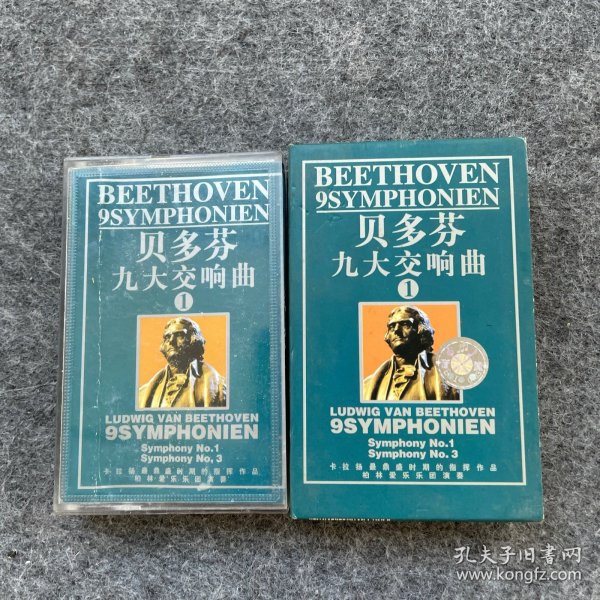 BEETHOVEN
9SYMPHONIEN
贝多芬
九大交响曲
1
LUDWIG VAN BEETHOVEN
9SYMPHONIEN
Symphony No.1
Symphony No.3
卡拉扬最鼎盛时期的指挥作品
柏林爱乐乐团演奏
BEETHOVEN
9SYMPHONIEN
贝多芬
九大交响曲
1
LUDWIG VAN BEETHOVEN
9SYMPHONIEN
Symphony No.1
Symphony No. 3
卡拉扬最鼎盛时期的指挥作品
柏林爱乐乐团演奏
孔夫子旧书网
www.kongfz.com